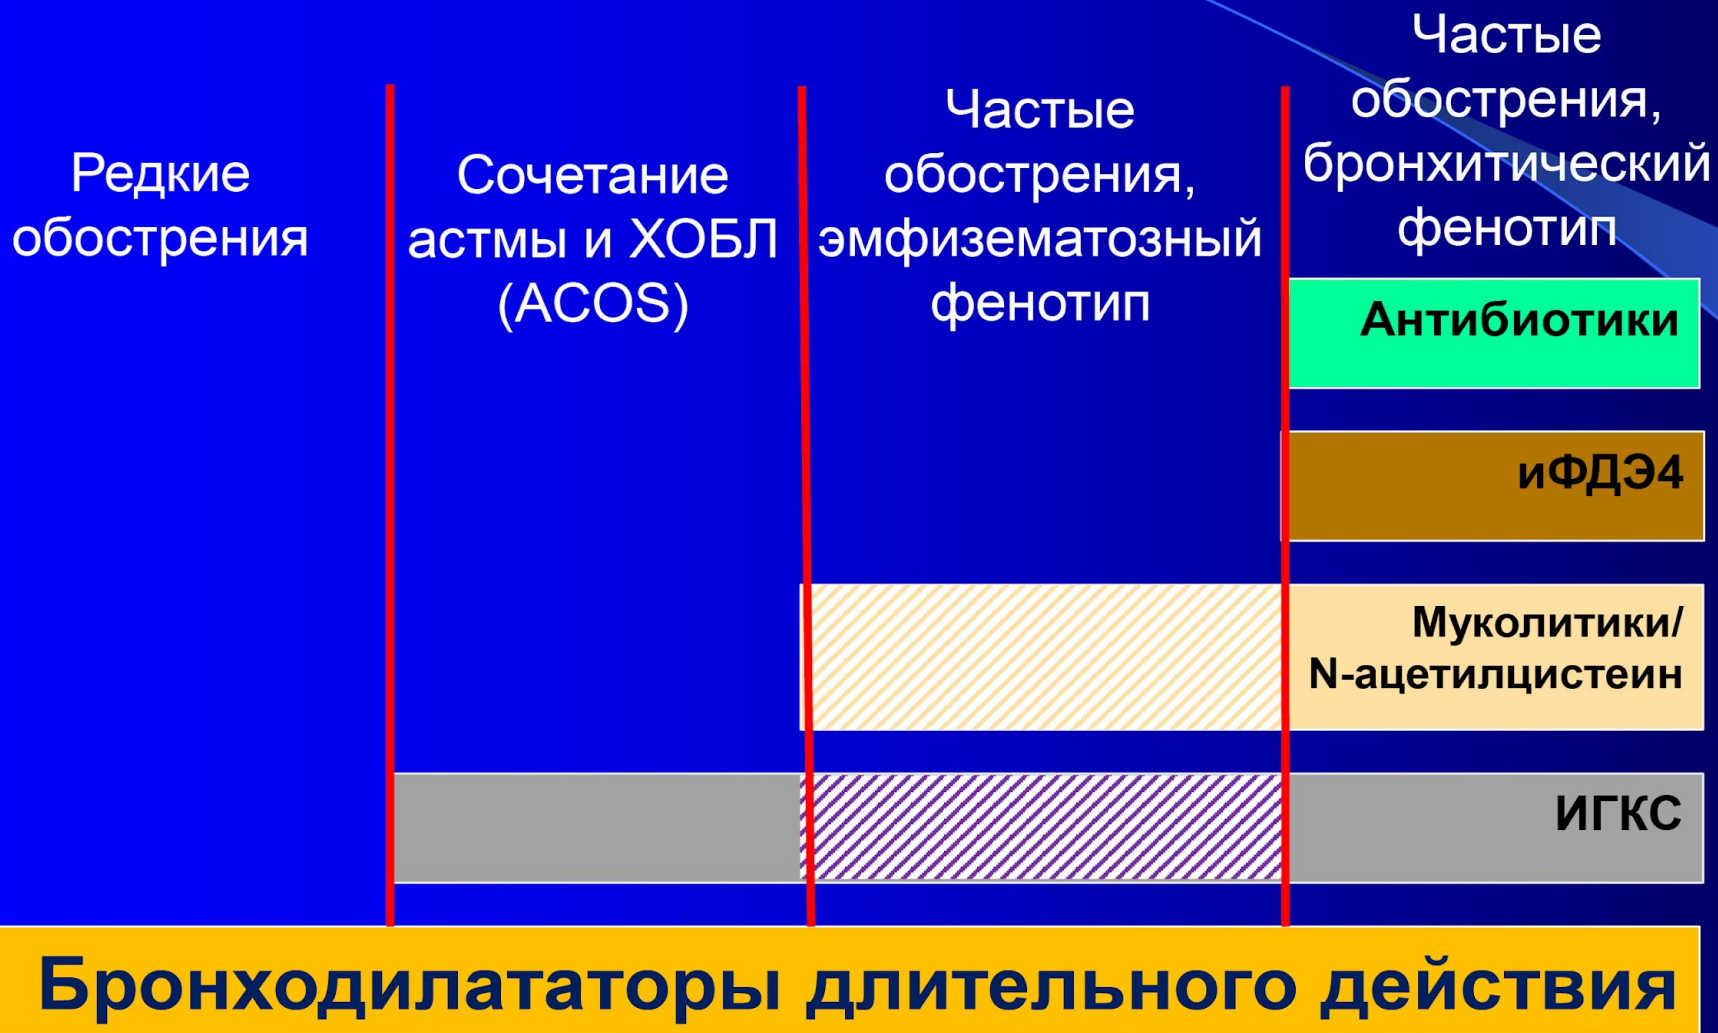 Редкие
обострения
Сочетание
астмы и ХОБЛ
(ACOS)
Частые
обострения,
эмфизематозный
фенотип
Частые
обострения,
бронхитический
фенотип
Антибиотики
иФДЭ4
Муколитики/
N-ацетилцистеин
ИГКС
Бронходилататоры длительного действия